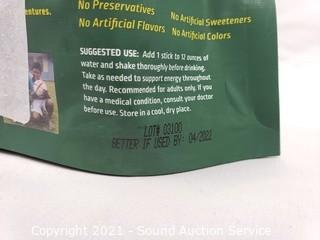 No Preservatives
No Artificial Sweeteners
entures.
No Artificial Flavors
No Artificial Colors
SUGGESTED USE: Add 1 stick to 12 ounces of
water and shake thoroughly before drinking.
Take as needed to support energy throughout
the day. Recommended for adults only. If you
have a medical condition, consult your doctor
before use. Store in a cool, dry place.
LOT# 03100
BETTER IF USED BY: 04/2022
Copyright © 2021 - Sound Auction Service